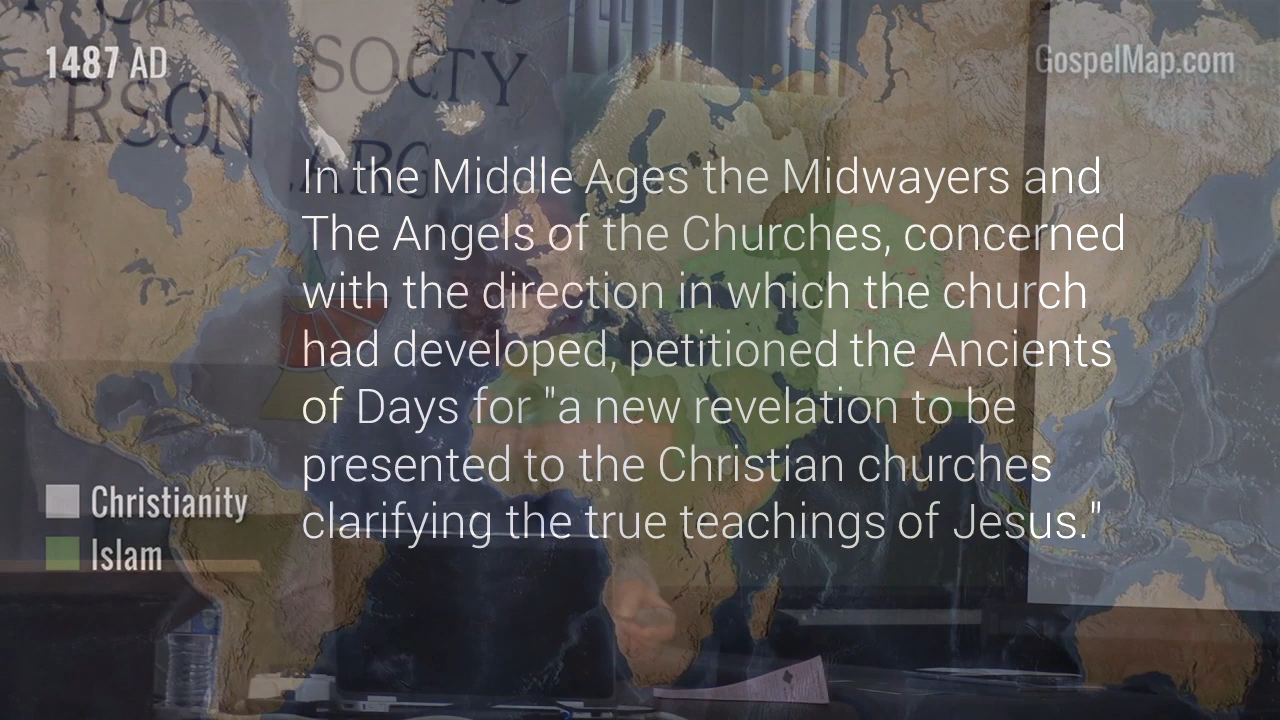 SOCTY
1487 AD
GospelMap.com
RSON
In the Middle Ages the Midwayers and
The Angels of the Churches, concerned
with the direction in which the church
had developed, petitioned the Ancients
of Days for "a new revelation to be
presented to the Christian churches
clarifying the true teachings of Jesus."
Christianity
Islam